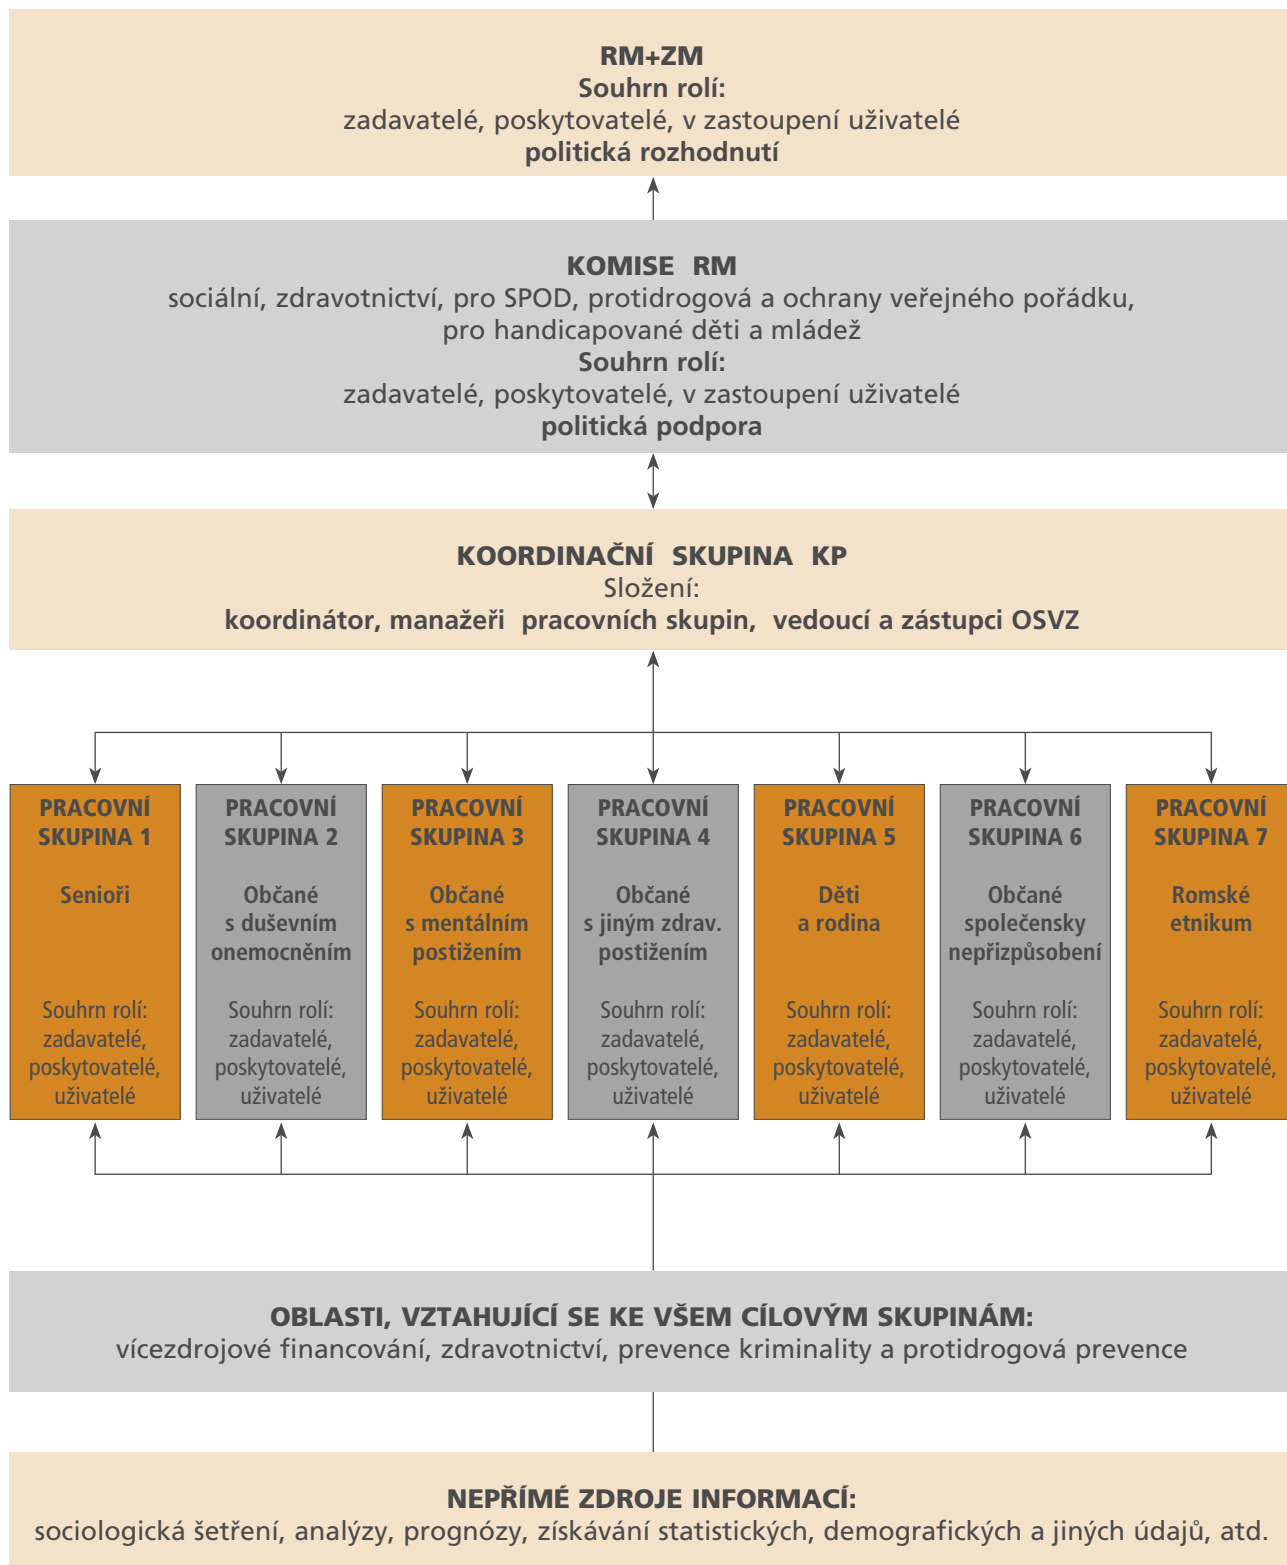 RM+ZM
Souhrn rolí:
zadavatelé, poskytovatelé, v zastoupení uživatelé
politická rozhodnutí
KOMISE RM
sociální, zdravotnictví, pro SPOD, protidrogová a ochrany veřejného pořádku,
pro handicapované děti a mládež
Souhrn rolí:
zadavatelé, poskytovatelé, v zastoupení uživatelé
politická podpora
KOORDINAČNÍ SKUPINA KP
Složení:
koordinátor, manažeři pracovních skupin, vedoucí a zástupci OSVZ
PRACOVNÍ
SKUPINA 1
Senioři
Souhrn rolí:
zadavatelé,
poskytovatelé,
uživatelé
PRACOVNÍ
SKUPINA 2
Občané
s duševním
onemocněním
Souhrn rolí:
zadavatelé,
poskytovatelé,
uživatelé
PRACOVNÍ
SKUPINA 3
Občané
s mentálním
postižením
Souhrn rolí:
zadavatelé,
poskytovatelé,
uživatelé
PRACOVNÍ
SKUPINA 4
Občané
s jiným zdrav.
postižením
Souhrn rolí:
zadavatelé,
poskytovatelé,
uživatelé
PRACOVNÍ
SKUPINA 5
Děti
a rodina
Souhrn rolí:
zadavatelé,
poskytovatelé,
uživatelé
PRACOVNÍ
SKUPINA 6
Občané
společensky
nepřizpůsobení
Souhrn rolí:
zadavatelé,
poskytovatelé,
uživatelé
PRACOVNÍ
SKUPINA 7
Romské
etnikum
Souhrn rolí:
zadavatelé,
poskytovatelé,
uživatelé
OBLASTI, VZTAHUJÍCÍ SE KE VŠEM CÍLOVÝM SKUPINÁM:
vícezdrojové financování, zdravotnictví, prevence kriminality a protidrogová prevence
NEPŘÍMÉ ZDROJE INFORMACÍ:
sociologická šetření, analýzy, prognózy, získávání statistických, demografických a jiných údajů, atd.